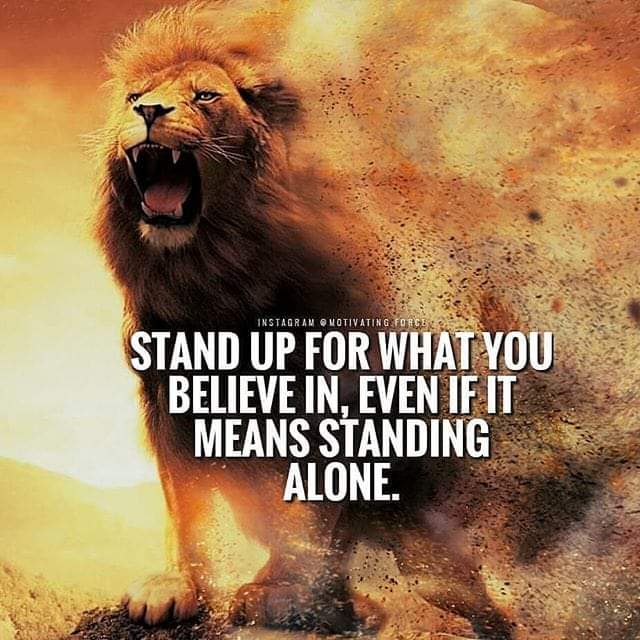 INSTAGRAM @MOTIVATING.FORCE
STAND UP FOR WHAT YOU
BELIEVE IN, EVEN IF IT
MEANS STANDING
ALONE.